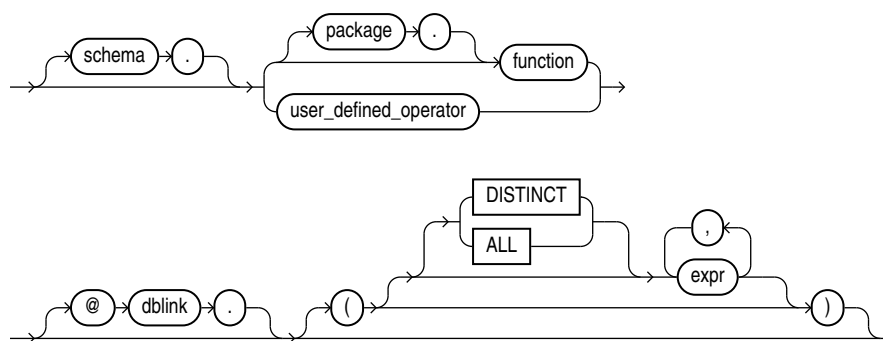 package .
schema . function
user_defined_operator
DISTINCT
ALL ,
expr
@ dblink . ( )